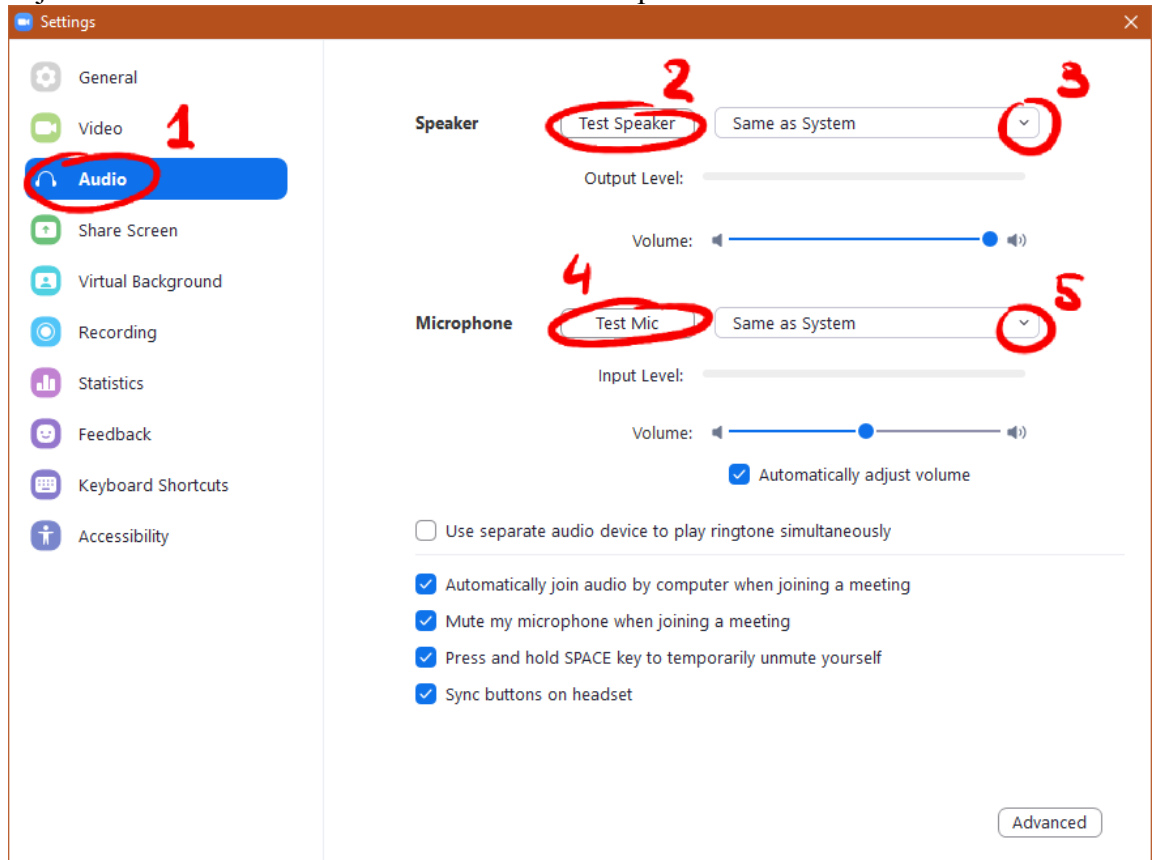 Settings
General
Video 1
Audio
Share Screen
Virtual Background
Recording
Statistics
Feedback
Keyboard Shortcuts
Accessibility
2 3
Speaker Test Speaker Same as System
Output Level:
Volume:
4 5
Microphone Test Mic Same as System
Input Level:
Volume:
Automatically adjust volume
Use separate audio device to play ringtone simultaneously
Automatically join audio by computer when joining a meeting
Mute my microphone when joining a meeting
Press and hold SPACE key to temporarily unmute yourself
Sync buttons on headset
Advanced